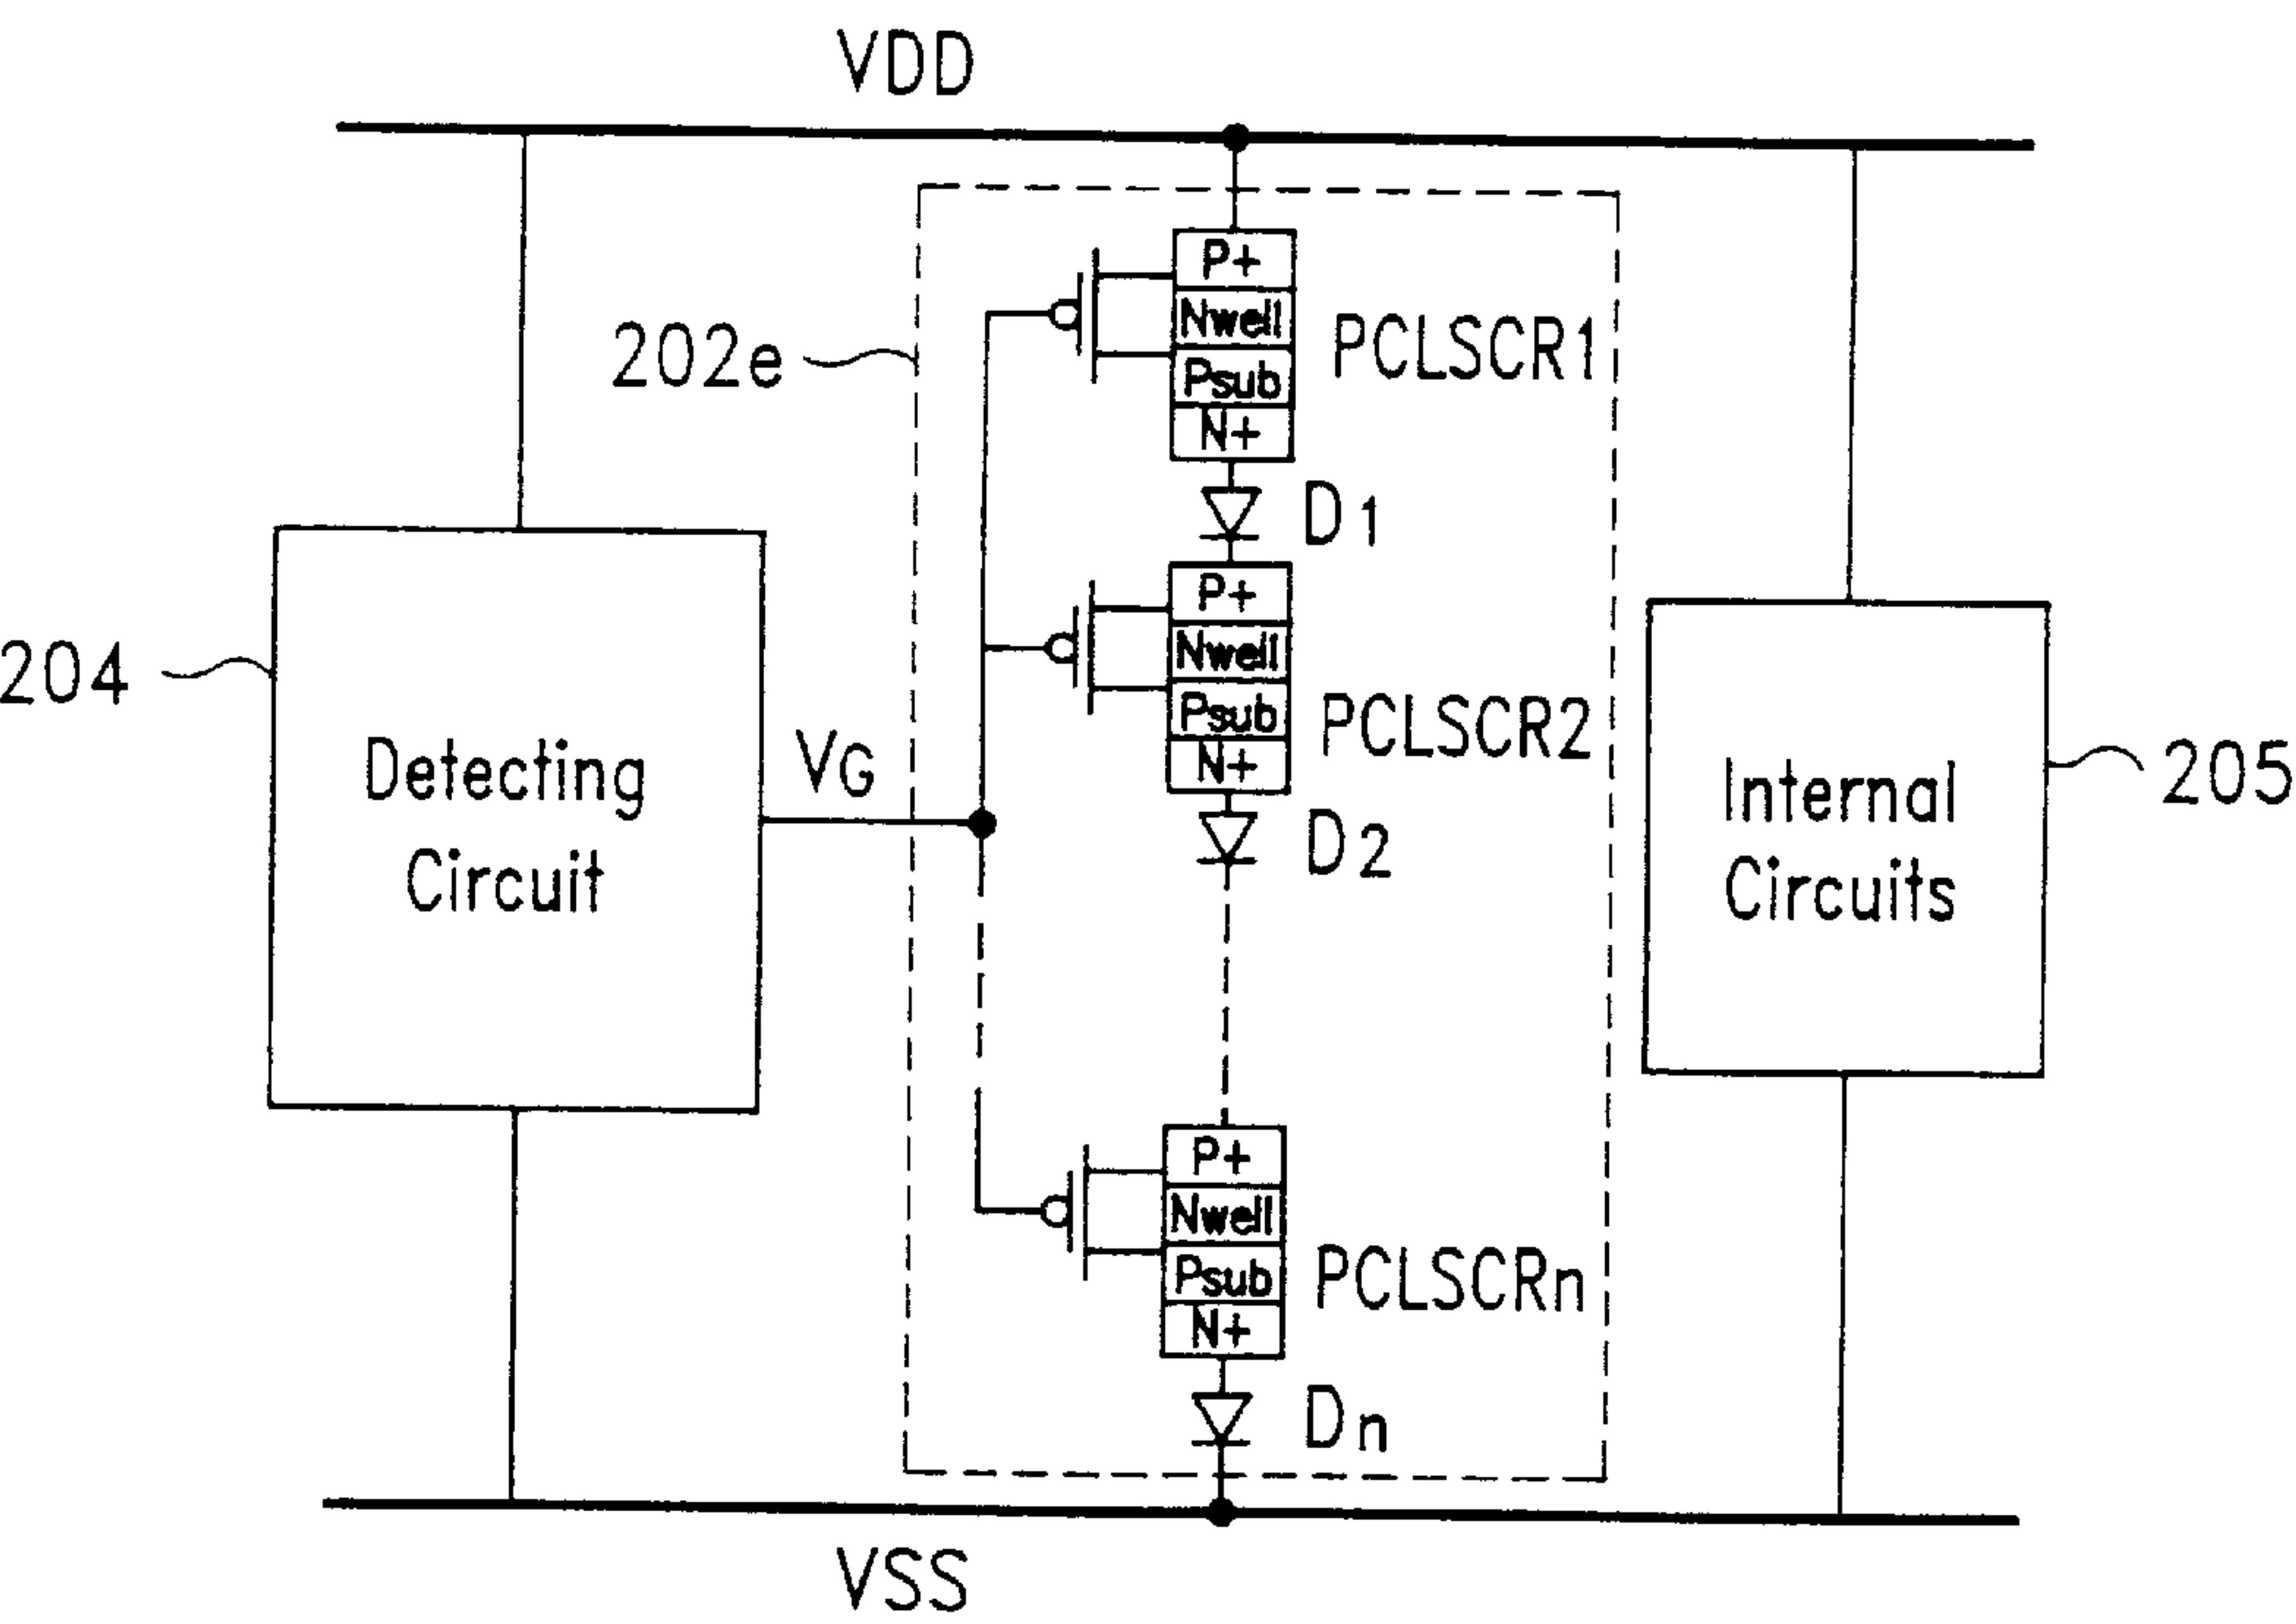 VDD
202e
P+
Nwell
Psub
N+
PCLSCR1
D1
204
Detecting
Circuit
VG
P+
Nwell
Psub
N+
PCLSCR2
D2
Internal
Circuits
205
P+
Nwell
Psub
N+
PCLSCRn
Dn
VSS